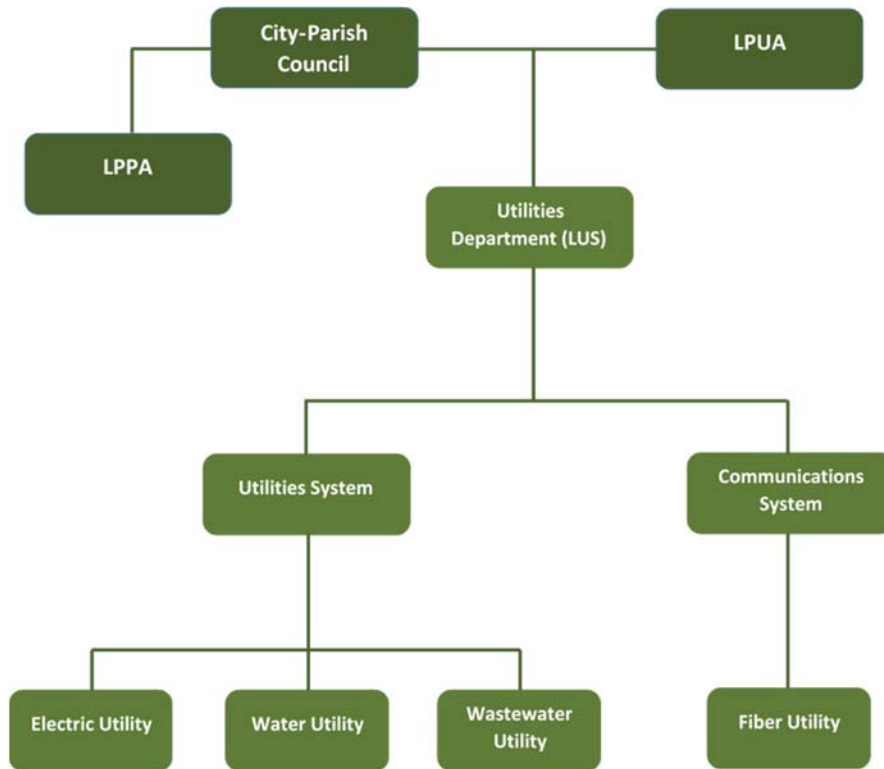 City-Parish
Council
LPUA
LPPA
Utilities
Department (LUS)
Utilities System
Communications
System
Electric Utility
Water Utility
Wastewater
Utility
Fiber Utility